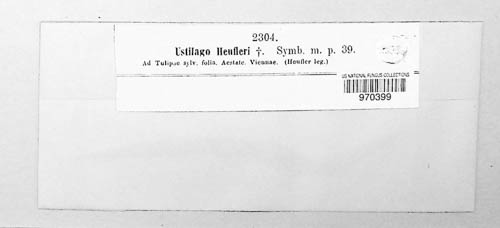 2304.
Ustilago Heufleri †. Symb. m. p. 39.
Ad Tulipae sylv. folia. Aestate. Viennae. (Heufler leg.)
US NATIONAL FUNGUS COLLECTIONS
970399